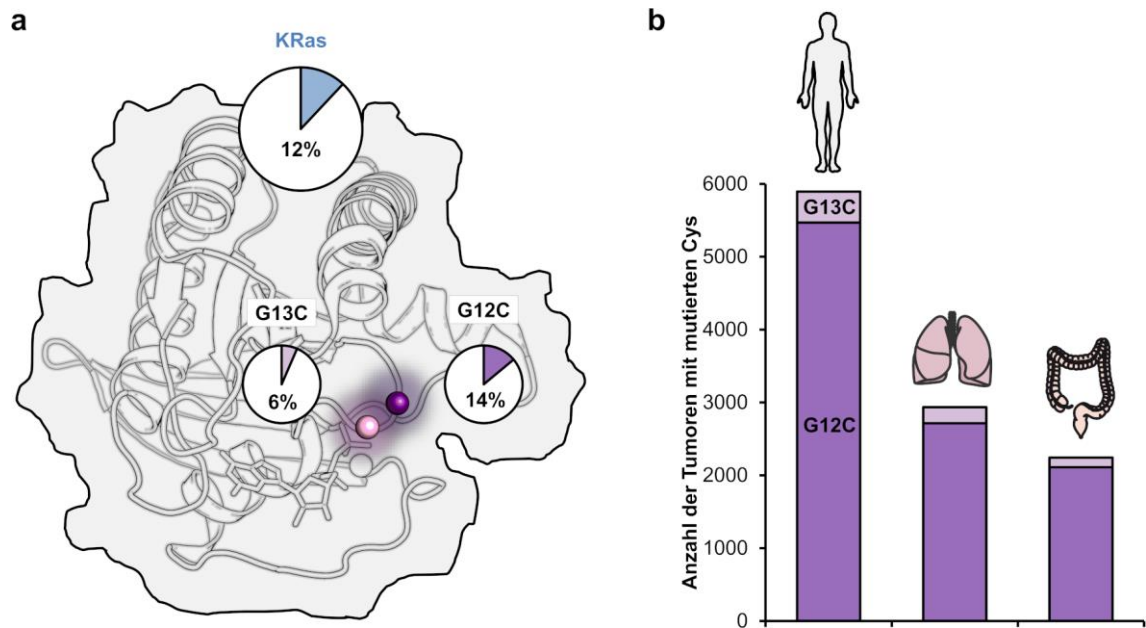 a
KRas
12%
G13C
G12C
6%
14%
b
Anzahl der Tumoren mit mutierten Cys
6000
5000
4000
3000
2000
1000
0
G13C
G12C